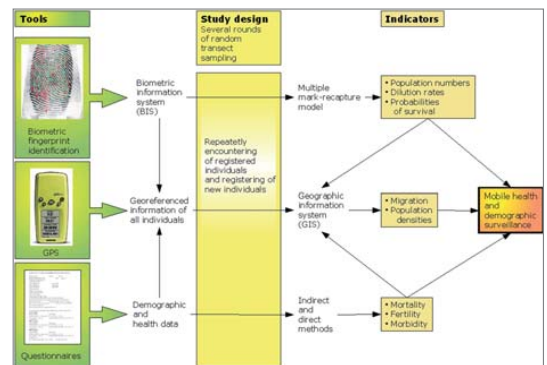 Tools
Study design
Several rounds
of random
transect
sampling
Indicators
Biometric
fingerprint
identification
Biometric
information
system
(BIS)
Multiple
mark-recapture
model
• Population numbers
• Dilution rates
• Probabilities
of survival
Repeatedly
encountering
of registered
individuals
and registering of
new individuals
GPS
Georeferenced
information of
all individuals
Geographic
information
system
(GIS)
• Migration
• Population
densities
Mobile health
and
demographic
surveillance
Questionnaires
Demographic
and
health data
Indirect
and direct
methods
• Mortality
• Fertility
• Morbidity